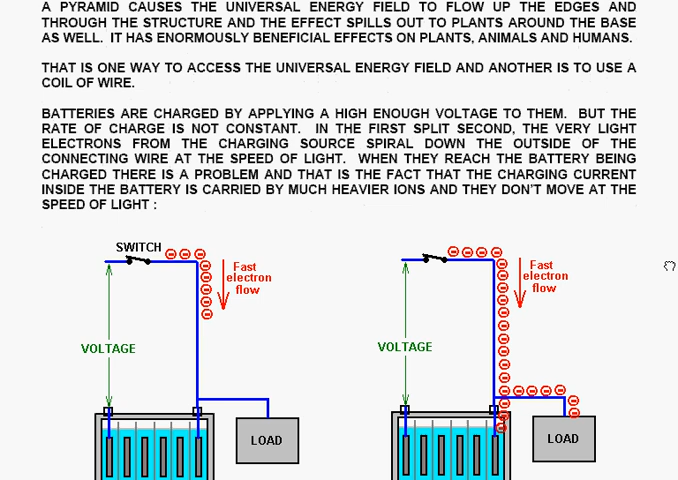 A PYRAMID CAUSES THE UNIVERSAL ENERGY FIELD TO FLOW UP THE EDGES AND
THROUGH THE STRUCTURE AND THE EFFECT SPILLS OUT TO PLANTS AROUND THE BASE
AS WELL. IT HAS ENORMOUSLY BENEFICIAL EFFECTS ON PLANTS, ANIMALS AND HUMANS.
THAT IS ONE WAY TO ACCESS THE UNIVERSAL ENERGY FIELD AND ANOTHER IS TO USE A
COIL OF WIRE.
BATTERIES ARE CHARGED BY APPLYING A HIGH ENOUGH VOLTAGE TO THEM. BUT THE
RATE OF CHARGE IS NOT CONSTANT. IN THE FIRST SPLIT SECOND, THE VERY LIGHT
ELECTRONS FROM THE CHARGING SOURCE SPIRAL DOWN THE OUTSIDE OF THE
CONNECTING WIRE AT THE SPEED OF LIGHT. WHEN THEY REACH THE BATTERY BEING
CHARGED THERE IS A PROBLEM AND THAT IS THE FACT THAT THE CHARGING CURRENT
INSIDE THE BATTERY IS CARRIED BY MUCH HEAVIER IONS AND THEY DON'T MOVE AT THE
SPEED OF LIGHT :
SWITCH
Fast
electron
flow
VOLTAGE
LOAD
Fast
electron
flow
VOLTAGE
LOAD